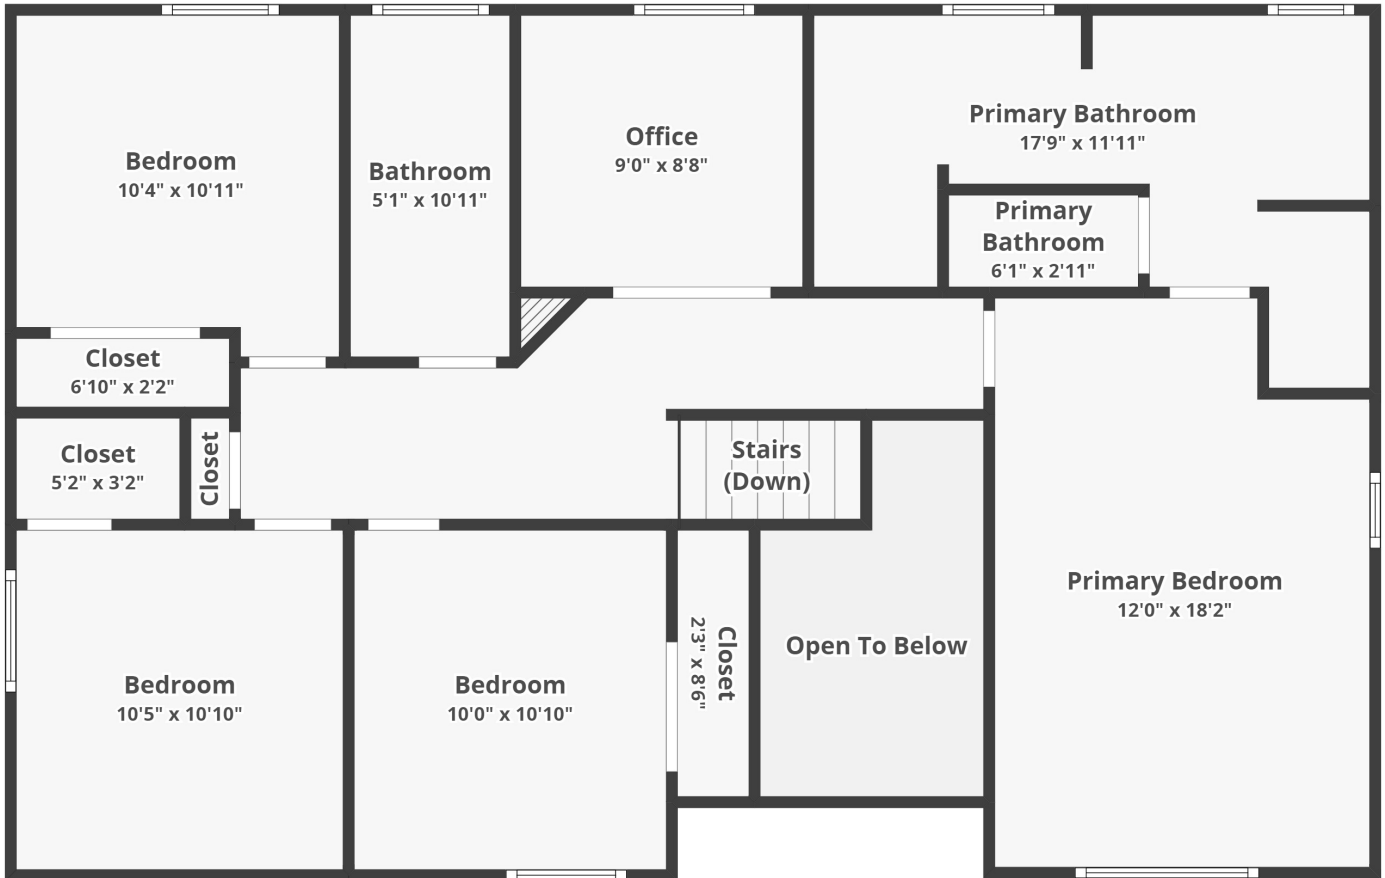 Bedroom
10'4" x 10'11"
Bathroom
5'1" x 10'11"
Office
9'0" x 8'8"
Primary Bathroom
17'9" x 11'11"
Primary
Bathroom
6'1" x 2'11"
Closet
6'10" x 2'2"
Closet
5'2" x 3'2"
Closet
Stairs
(Down)
Primary Bedroom
12'0" x 18'2"
Open To Below
Closet
2'3" x 8'6"
Bedroom
10'5" x 10'10"
Bedroom
10'0" x 10'10"